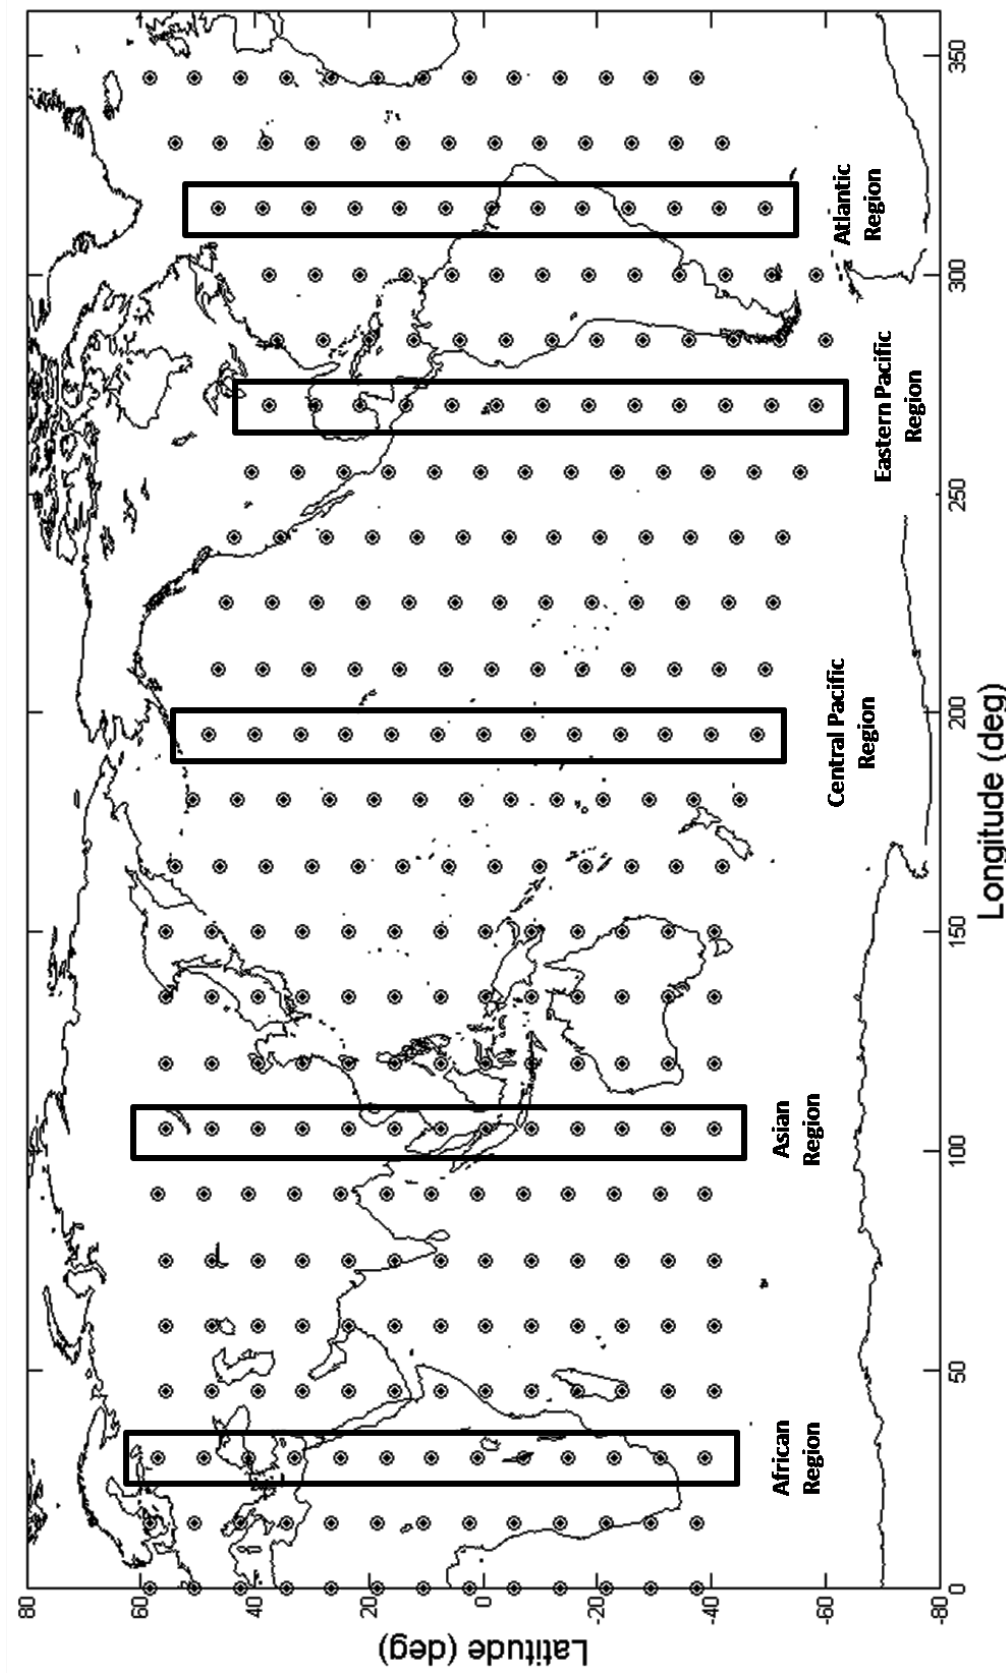 80
60
40
20
0
-20
-40
-60
-80
Latitude (deg)
0
50
100
150
200
250
300
350
Longitude (deg)
African
Region
Asian
Region
Central Pacific
Region
Eastern Pacific
Region
Atlantic
Region